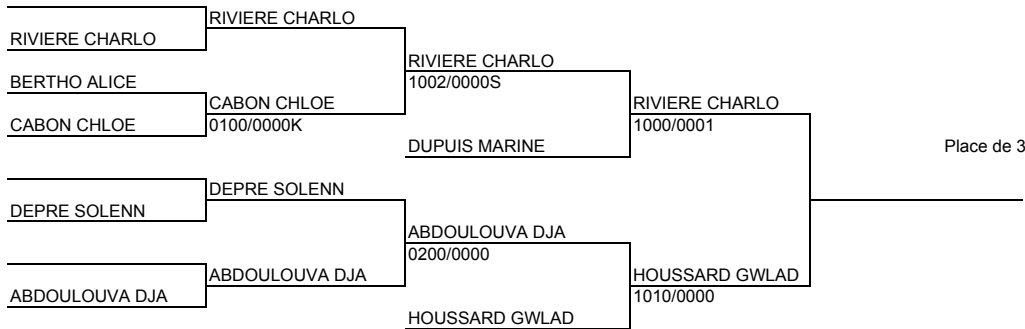 RIVIERE CHARLO
RIVIERE CHARLO
BERTHO ALICE
CABON CHLOE
CABON CHLOE
0100/0000K
RIVIERE CHARLO
1002/0000S
DUPUIS MARINE
RIVIERE CHARLO
1000/0001
Place de 3
DEPRE SOLENN
DEPRE SOLENN
ABDOULOUVA DJA
ABDOULOUVA DJA
ABDOULOUVA DJA
0200/0000
HOUSSARD GWLAD
HOUSSARD GWLAD
1010/0000